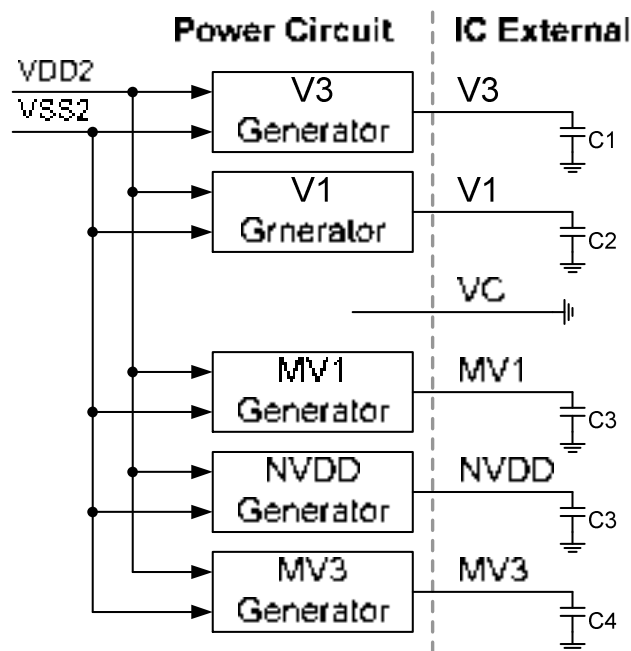 Power Circuit IC External
VDD2
VSS2
V3
Generator
V3
C1
V1
Grnerator
V1
C2
VC
MV1
Generator
MV1
C3
NVDD
Generator
NVDD
C3
MV3
Generator
MV3
C4